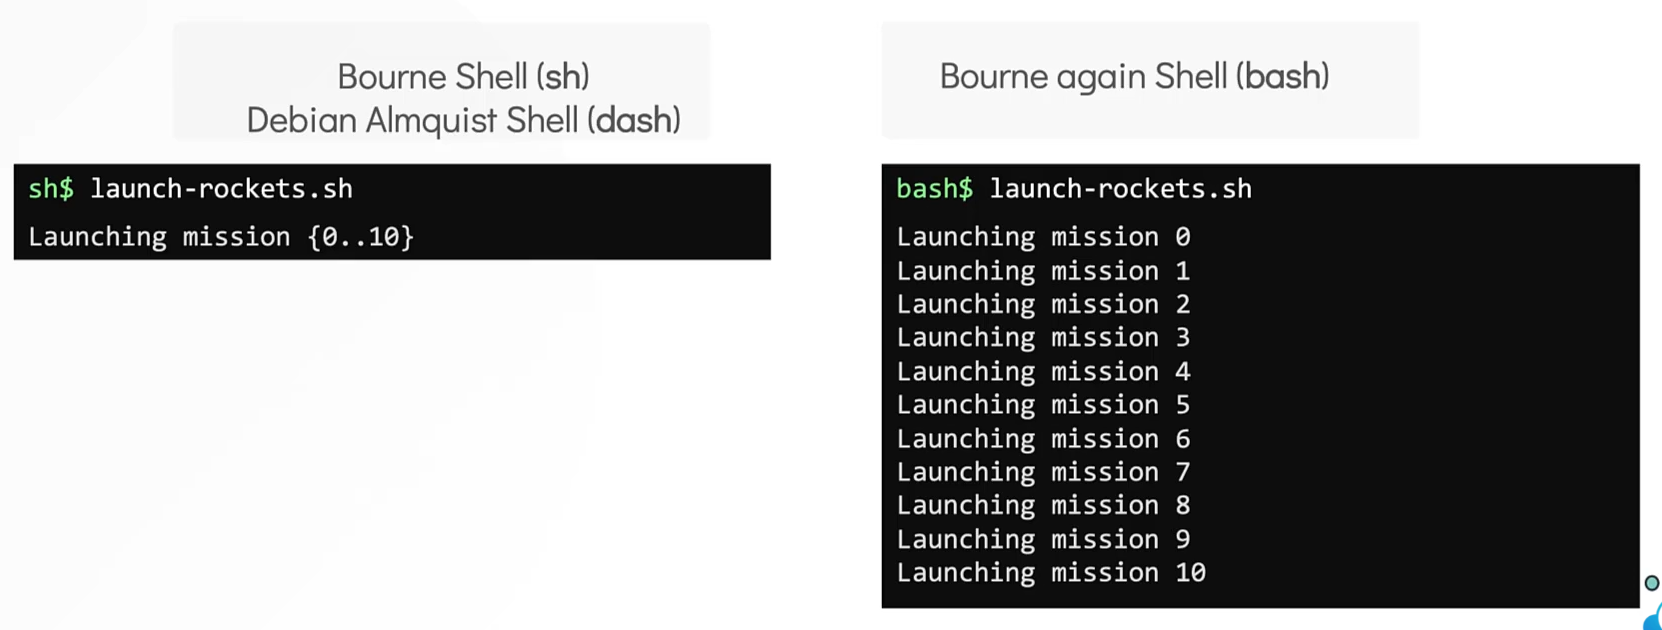 Bourne Shell (sh)
Debian Almquist Shell (dash)
sh$ launch-rockets.sh
Launching mission {0..10}
Bourne again Shell (bash)
bash$ launch-rockets.sh
Launching mission 0
Launching mission 1
Launching mission 2
Launching mission 3
Launching mission 4
Launching mission 5
Launching mission 6
Launching mission 7
Launching mission 8
Launching mission 9
Launching mission 10